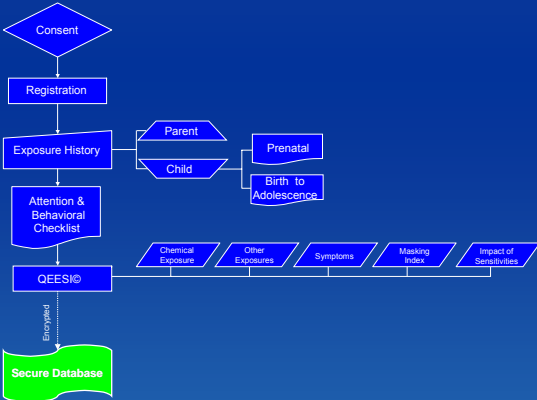 Consent
Registration
Exposure History
Parent
Child
Prenatal
Birth to
Adolescence
Attention &
Behavioral
Checklist
QEESI©
Chemical
Exposure
Other
Exposures
Symptoms
Masking
Index
Impact of
Sensitivities
Encrypted
Secure Database